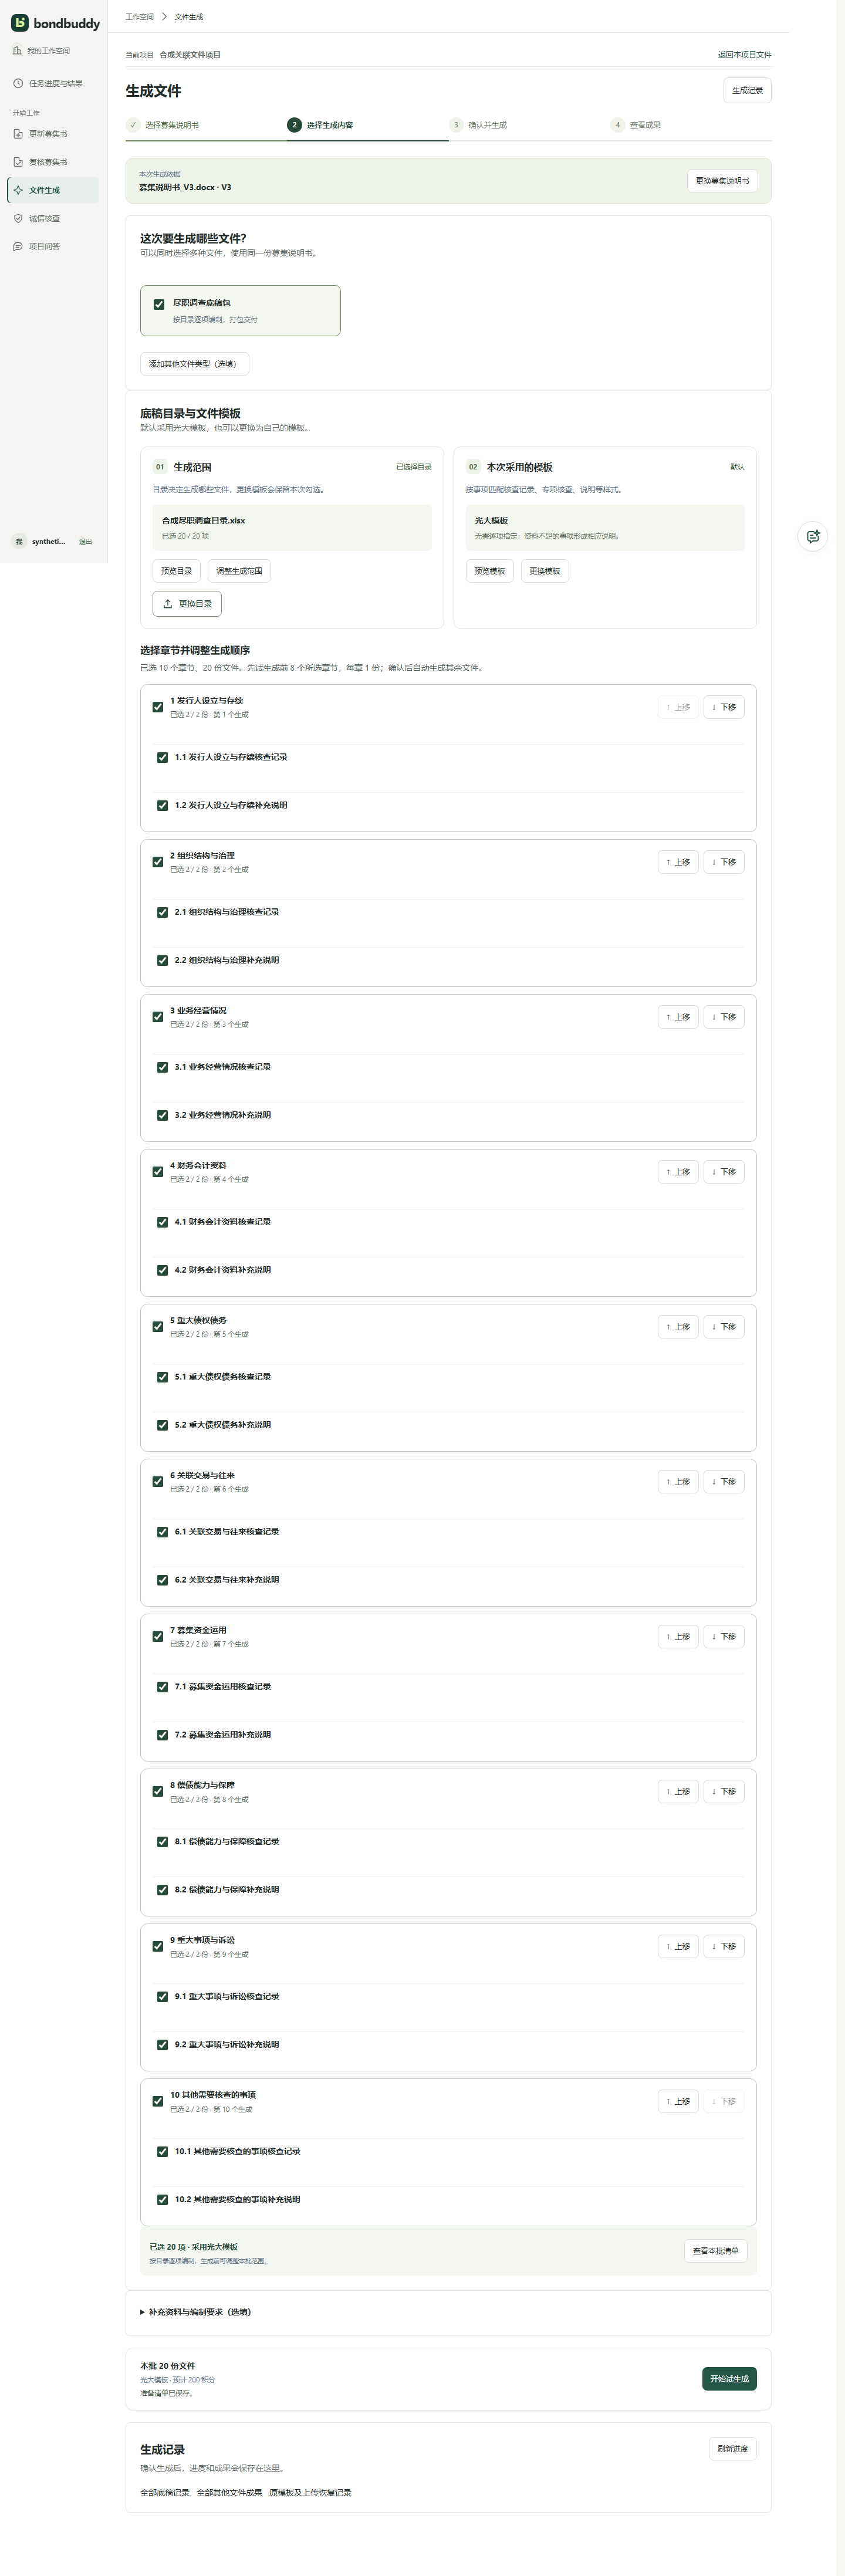 bondbuddy
我的工作空间
任务进度与结果
开始工作
更新募集书
复核募集书
文件生成
诚信核查
项目问答
syntheti...
退出
工作空间
文件生成
当前项目 合成关联文件项目
返回本项目文件
生成文件
生成记录
✓ 选择募集说明书
2 选择生成内容
3 确认并生成
4 查看成果
本次生成依据
募集说明书_V3.docx · V3
更换募集说明书
这次要生成哪些文件？
可以同时选择多种文件，使用同一份募集说明书。
尽职调查底稿包
按目录逐项编制，打包交付
添加其他文件类型（选填）
底稿目录与文件模板
默认采用光大模板，也可以更换为自己的模板。
01 生成范围
已选择目录
目录决定生成哪些文件，更换模板会保留本次勾选。
合成尽职调查目录.xlsx
已选 20 / 20 项
预览目录
调整生成范围
更换目录
02 本次采用的模板
默认
按事项匹配核查记录、专项核查、说明等样式。
光大模板
无需逐项指定；资料不足的事项形成相应说明。
预览模板
更换模板
选择章节并调整生成顺序
已选 10 个章节、20 份文件。先试生成前 8 个所选章节，每章 1 份；确认后自动生成其余文件。
1 发行人设立与存续
已选 2 / 2 份 · 第 1 个生成
↑ 上移
↓ 下移
1.1 发行人设立与存续核查记录
1.2 发行人设立与存续补充说明
2 组织结构与治理
已选 2 / 2 份 · 第 2 个生成
↑ 上移
↓ 下移
2.1 组织结构与治理核查记录
2.2 组织结构与治理补充说明
3 业务经营情况
已选 2 / 2 份 · 第 3 个生成
↑ 上移
↓ 下移
3.1 业务经营情况核查记录
3.2 业务经营情况补充说明
4 财务会计资料
已选 2 / 2 份 · 第 4 个生成
↑ 上移
↓ 下移
4.1 财务会计资料核查记录
4.2 财务会计资料补充说明
5 重大债权债务
已选 2 / 2 份 · 第 5 个生成
↑ 上移
↓ 下移
5.1 重大债权债务核查记录
5.2 重大债权债务补充说明
6 关联交易与往来
已选 2 / 2 份 · 第 6 个生成
↑ 上移
↓ 下移
6.1 关联交易与往来核查记录
6.2 关联交易与往来补充说明
7 募集资金运用
已选 2 / 2 份 · 第 7 个生成
↑ 上移
↓ 下移
7.1 募集资金运用核查记录
7.2 募集资金运用补充说明
8 偿债能力与保障
已选 2 / 2 份 · 第 8 个生成
↑ 上移
↓ 下移
8.1 偿债能力与保障核查记录
8.2 偿债能力与保障补充说明
9 重大事项与诉讼
已选 2 / 2 份 · 第 9 个生成
↑ 上移
↓ 下移
9.1 重大事项与诉讼核查记录
9.2 重大事项与诉讼补充说明
10 其他需要核查的事项
已选 2 / 2 份 · 第 10 个生成
↑ 上移
↓ 下移
10.1 其他需要核查的事项核查记录
10.2 其他需要核查的事项补充说明
已选 20 项 · 采用光大模板
按目录逐项编制，生成前可调整本批范围。
查看本批清单
补充资料与编制要求（选填）
本批 20 份文件
光大模板 · 预计 200 积分
准备清单已保存。
开始试生成
生成记录
确认生成后，进度和成果会保存在这里。
刷新进度
全部底稿记录 全部其他文件成果 原模板及上传恢复记录